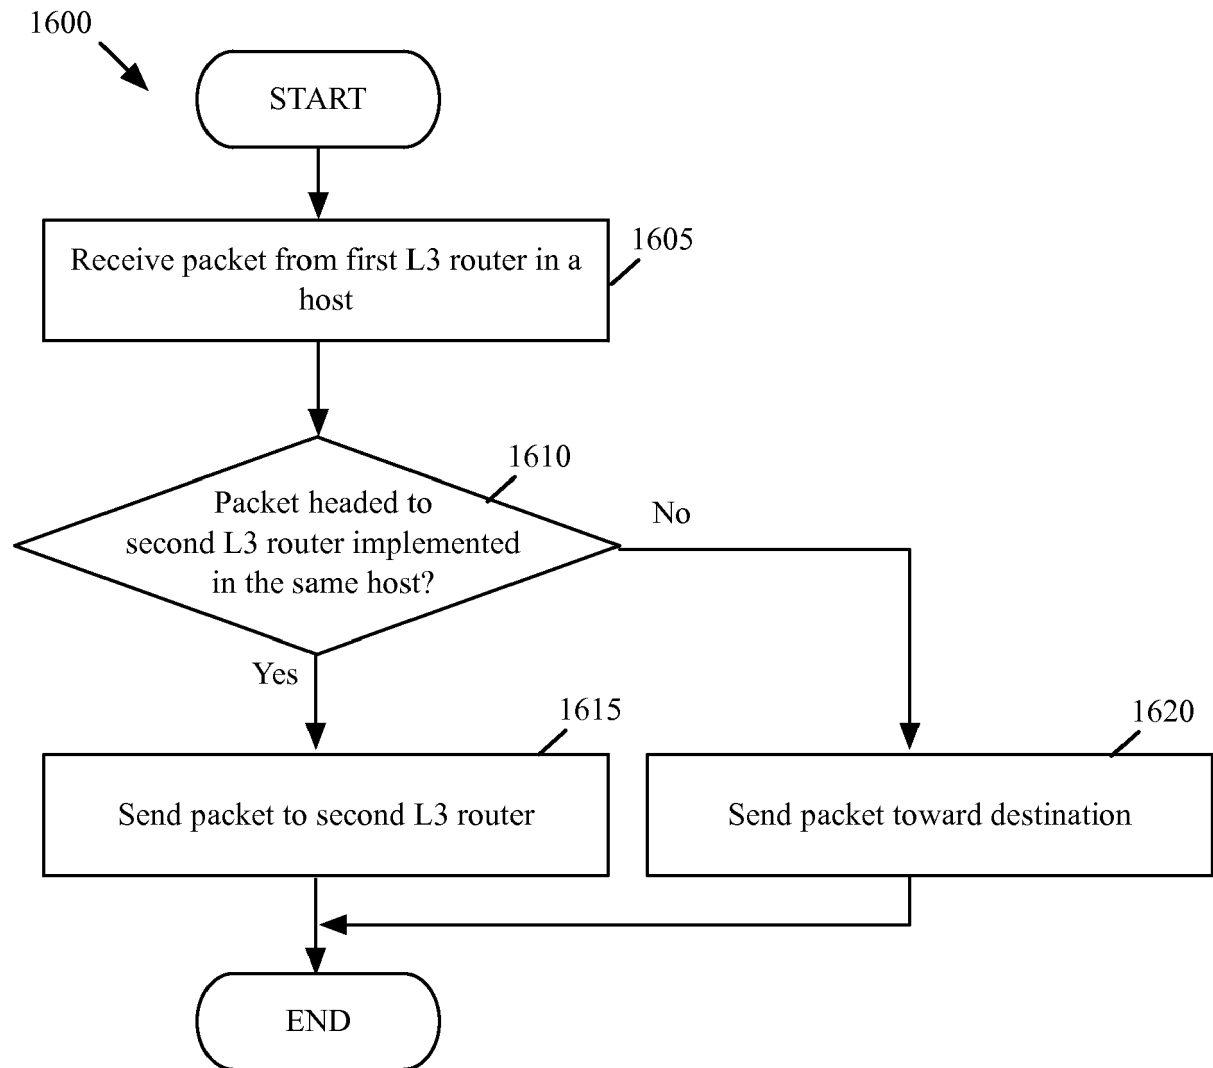 1600
START
Receive packet from first L3 router in a
host
1605
Packet headed to
second L3 router implemented
in the same host?
1610
No
Yes
Send packet to second L3 router
1615
Send packet toward destination
1620
END